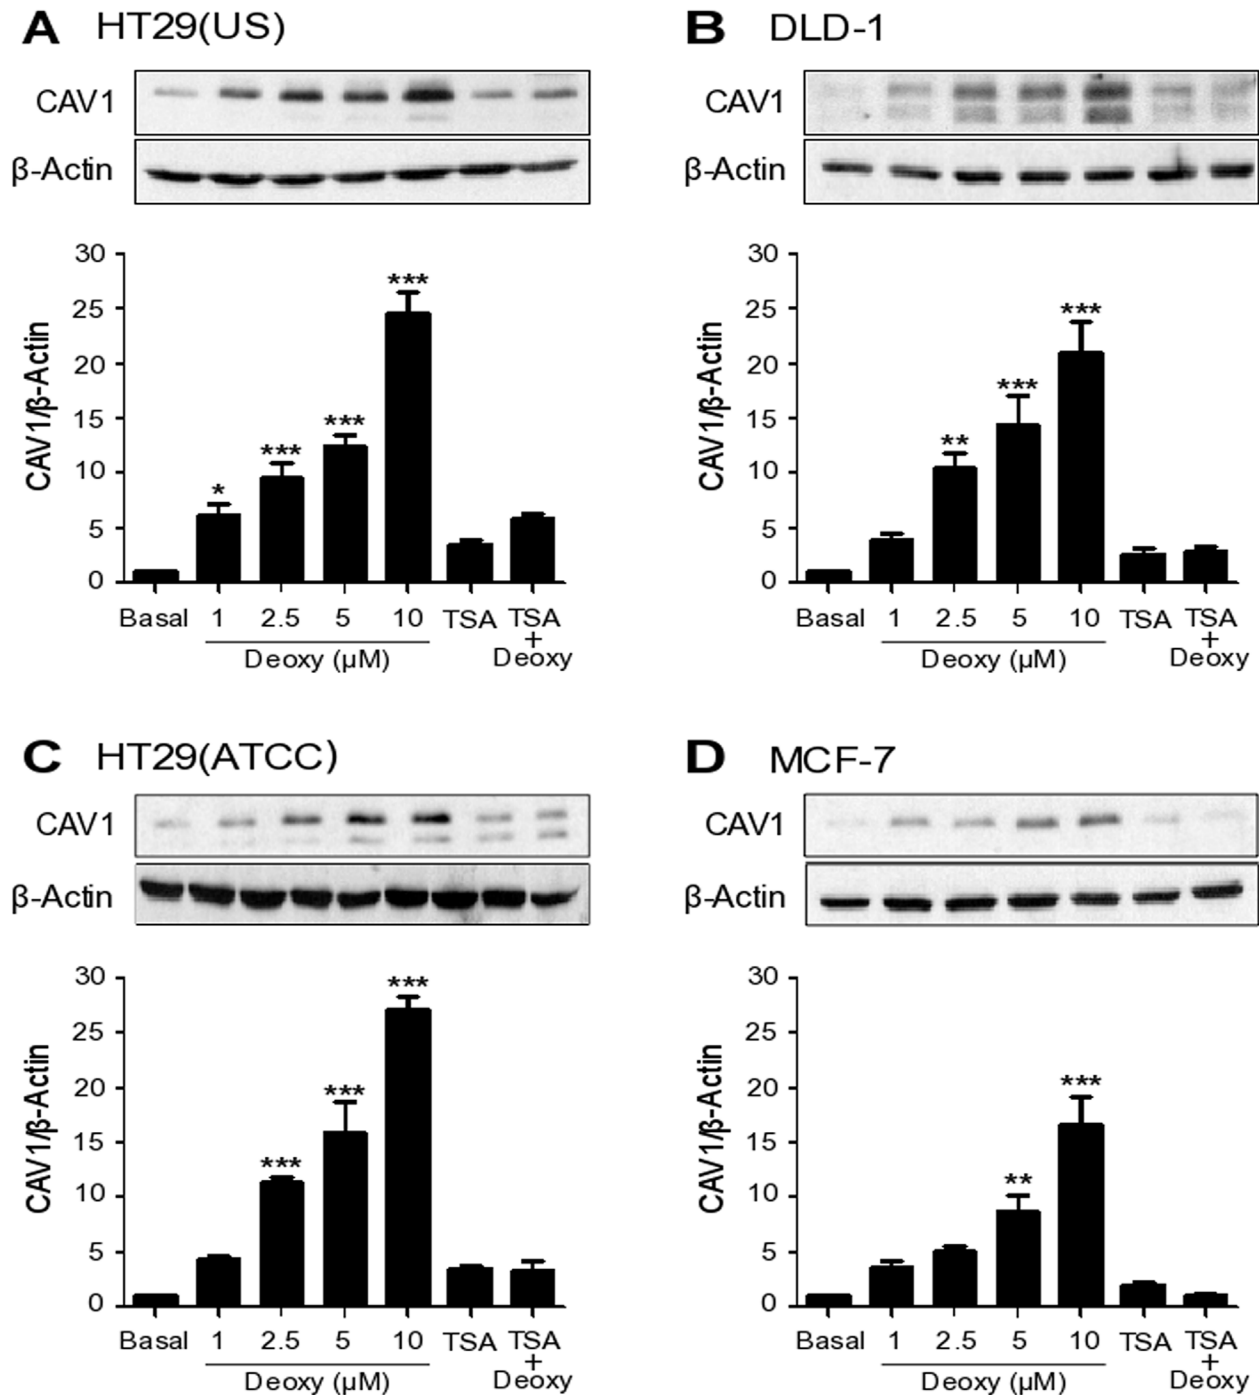 A HT29(US)
CAV1
β-Actin
CAV1/β-Actin
30
25
20
15
10
5
0
*
***
***
***
Basal 1 2.5 5 10 TSA TSA
+
Deoxy (µM) Deoxy
B DLD-1
CAV1
β-Actin
CAV1/β-Actin
30
25
20
15
10
5
0
**
***
***
Basal 1 2.5 5 10 TSA TSA
+
Deoxy (µM) Deoxy
C HT29(ATCC)
CAV1
β-Actin
CAV1/β-Actin
30
25
20
15
10
5
0
***
***
***
Basal 1 2.5 5 10 TSA TSA
+
Deoxy (µM) Deoxy
D MCF-7
CAV1
β-Actin
CAV1/β-Actin
30
25
20
15
10
5
0
**
***
Basal 1 2.5 5 10 TSA TSA
+
Deoxy (µM) Deoxy